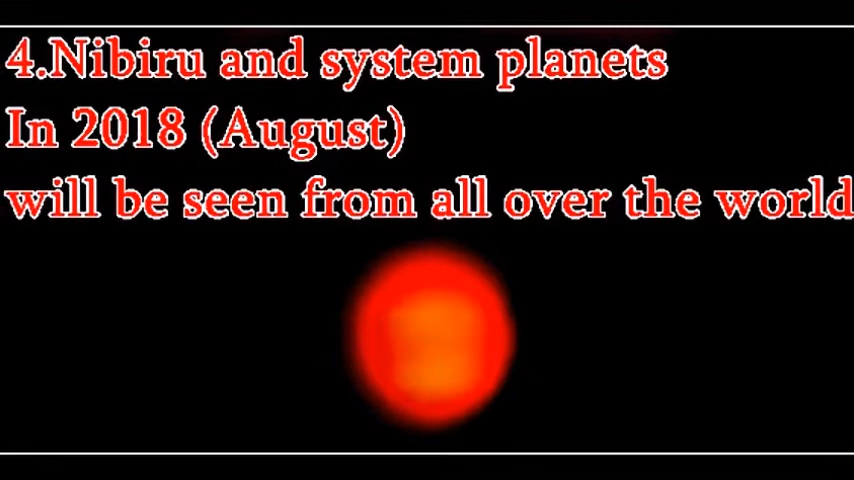 4.Nibiru and system planets
In 2018 (August)
will be seen from all over the world